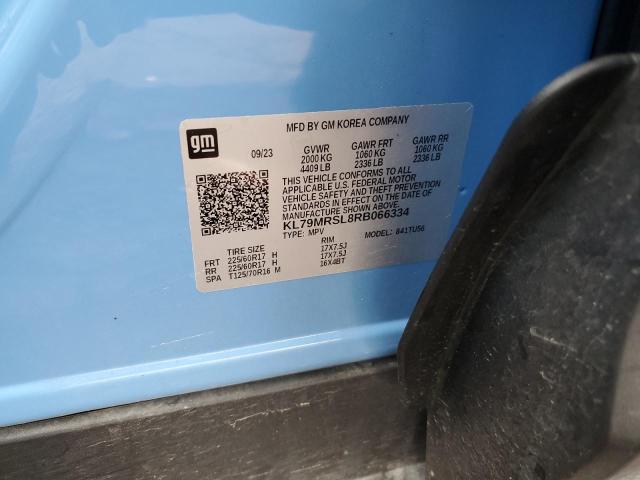 gm
MFD BY GM KOREA COMPANY
09/23 GVWR GAWR FRT GAWR RR
2000 KG 1060 KG 1060 KG
4409 LB 2336 LB 2336 LB
THIS VEHICLE CONFORMS TO ALL
APPLICABLE U.S. FEDERAL MOTOR
VEHICLE SAFETY AND THEFT PREVENTION
STANDARDS IN EFFECT ON THE DATE OF
MANUFACTURE SHOWN ABOVE.
KL79MRSL8RB066334
TYPE: MPV MODEL: 841TU56
TIRE SIZE RIM
FRT 225/60R17 H 17X7.5J
RR 225/60R17 H 17X7.5J
SPA T125/70R16 M 16X4BT